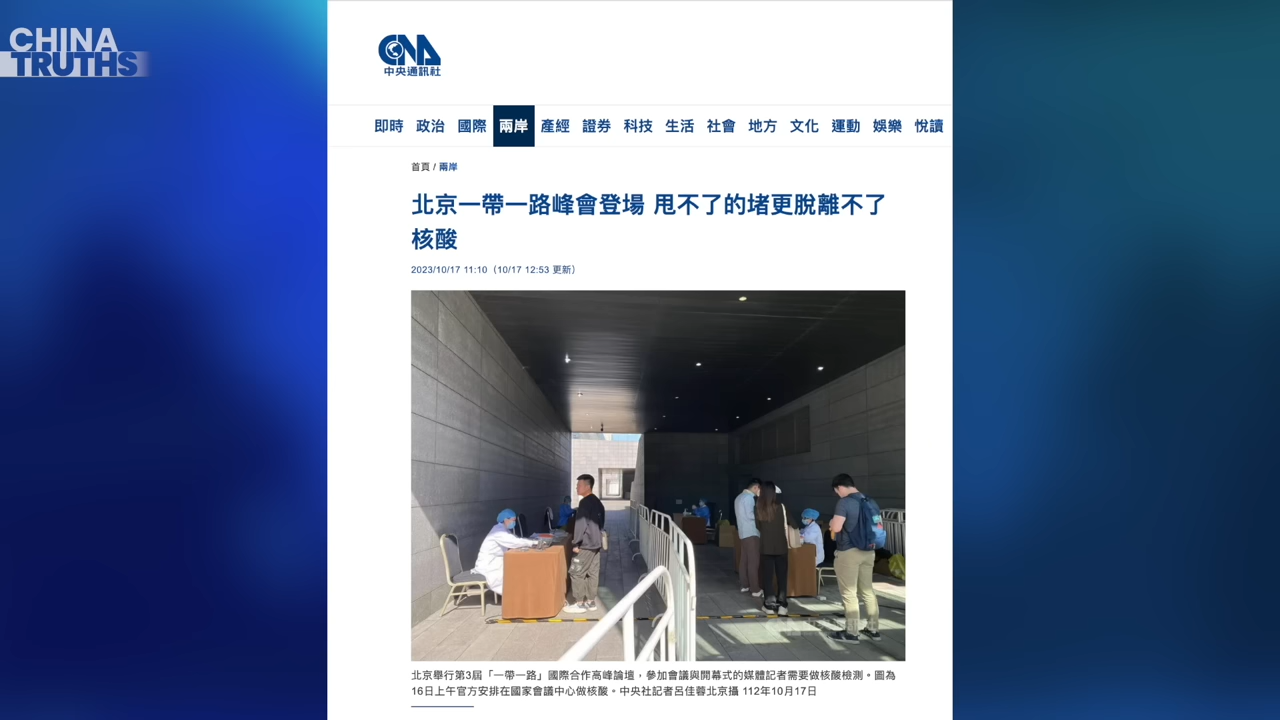 CHINA
TRUTHS
CNA
中央通訊社
即時 政治 國際 兩岸 產經 證券 科技 生活 社會 地方 文化 運動 娛樂 悅讀
首頁 / 兩岸
北京一帶一路峰會登場 甩不了的堵更脫離不了
核酸
2023/10/17 11:10（10/17 12:53 更新）
中央通訊社
北京舉行第3屆「一帶一路」國際合作高峰論壇，參加會議與開幕式的媒體記者需要做核酸檢測。圖為
16日上午官方安排在國家會議中心做核酸。中央社記者呂佳蓉北京攝 112年10月17日